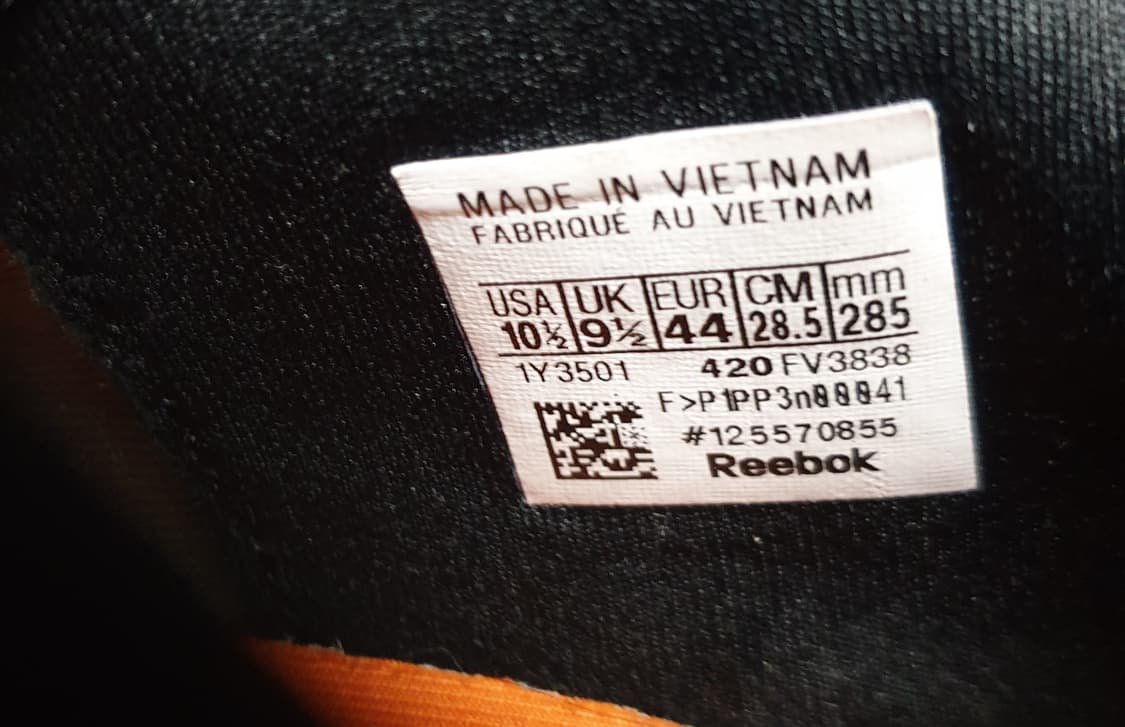 MADE IN VIETNAM
FABRIQUÉ AU VIETNAM
USA UK EUR CM mm
10½ 9½ 44 28.5 285
1Y3501 420 FV3838
#125570855
Reebok